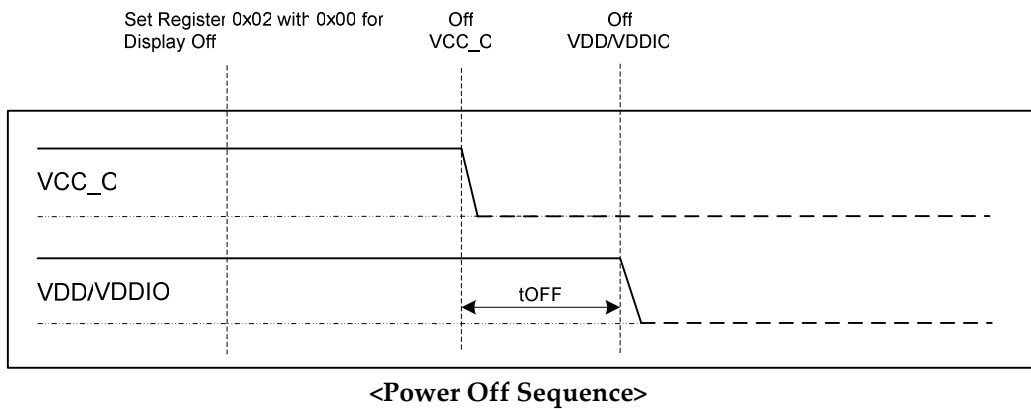 Set Register 0x02 with 0x00 for
Display Off
Off
VCC_C
Off
VDD/VDDIC
VCC_C
VDD/VDDIO
tOFF
<Power Off Sequence>